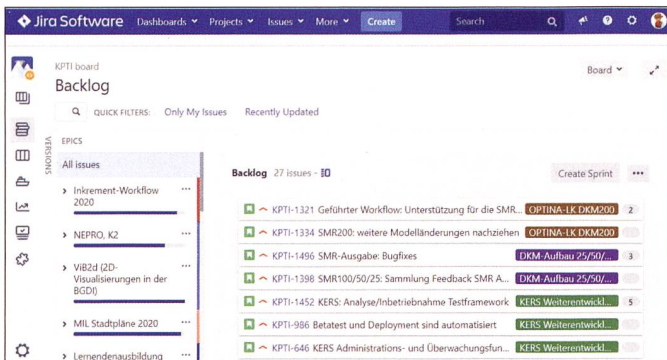 Jira Software Dashboards Projects Issues More Create Search
KPTI board
Backlog
Board
QUICK FILTERS: Only My Issues Recently Updated
VERSIONS
EPICS
All issues
Inkrement-Workflow
2020
NEPRO, K2
ViB2d (2D-
Visualisierungen in der
BGDI)
MIL Stadtpläne 2020
Lernendenausbildung
Backlog 27 issues
Create Sprint
KPTI-1321 Geführter Workflow: Unterstützung für die SMR... OPTINA-LK DKM200 2
KPTI-1334 SMR200: weitere Modelländerungen nachziehen OPTINA-LK DKM200
KPTI-1496 SMR-Ausgabe: Bugfixes DKM-Aufbau 25/50/... 3
KPTI-1398 SMR100/50/25: Sammlung Feedback SMR A... DKM-Aufbau 25/50/...
KPTI-1452 KERS: Analyse/Inbetriebnahme Testframework KERS Weiterentwickl... 5
KPTI-986 Betatest und Deployment sind automatisiert KERS Weiterentwickl...
KPTI-646 KERS Administrations- und Überwachungsfun... KERS Weiterentwickl...